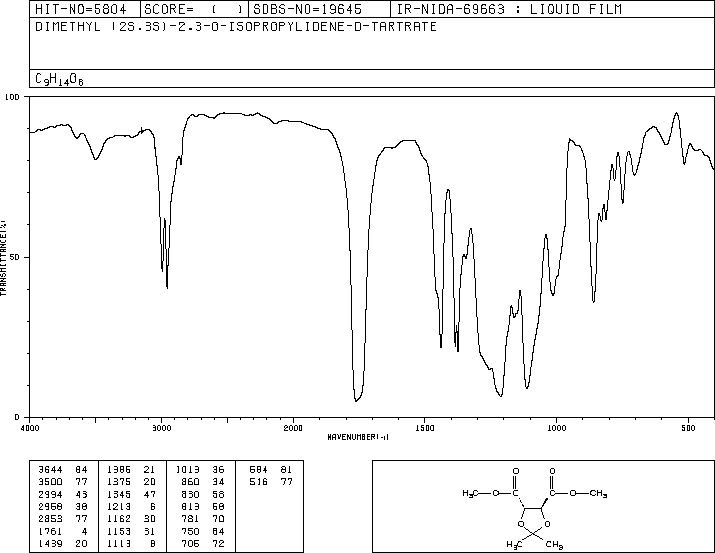 HIT-NO=5804 SCORE= ( ) SDBS-NO=19645 IR-NIDA-69663 : LIQUID FILM
DIMETHYL (2S,3S)-2,3-O-ISOPROPYLIDENE-D-TARTRATE
C9H14O6
100
50
0
TRANSMITTANCE(%)
4000 3000 2000 1500 1000 500
WAVENUMBER(-1)
3644 84 1386 21 1013 36 684 81
3500 77 1375 20 860 34 516 77
2994 43 1345 47 830 58
2958 38 1213 6 813 60
2853 77 1162 30 781 70
1761 4 1153 31 750 64
1439 20 1113 8 706 72
O O
H3C—O—C C—O—CH3
O O
H3C CH3